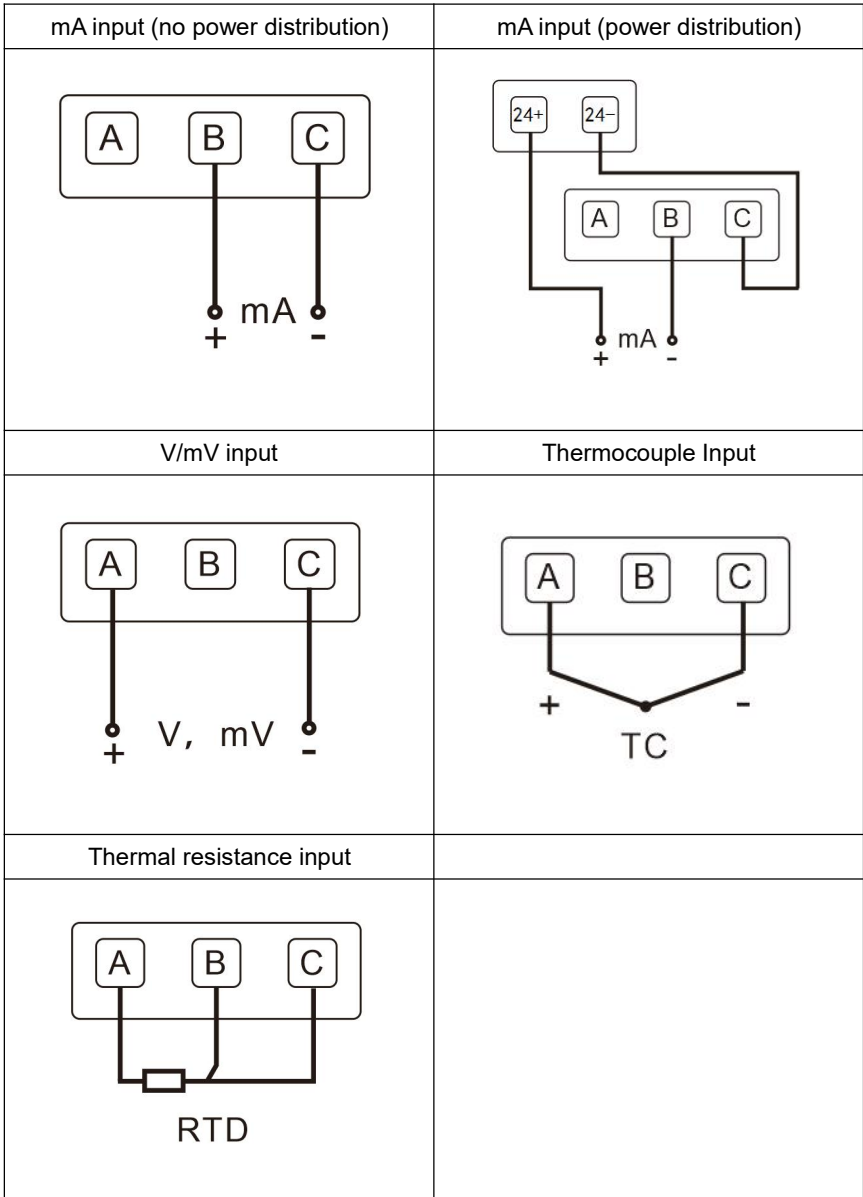 mA input (no power distribution)
mA input (power distribution)
A B C
mA
+ -
24+ 24-
A B C
mA
+ -
V/mV input
Thermocouple Input
A B C
V, mV
+ -
A B C
+ -
TC
Thermal resistance input
A B C
RTD